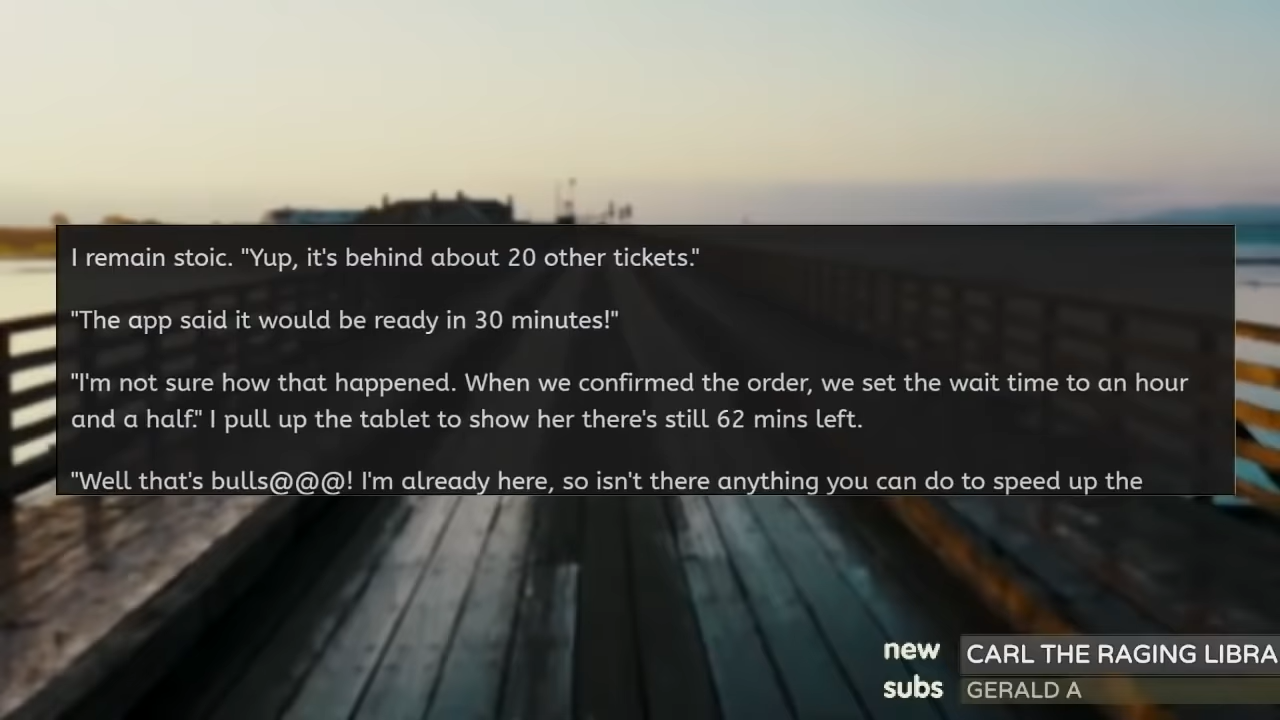 I remain stoic. "Yup, it's behind about 20 other tickets."
"The app said it would be ready in 30 minutes!"
"I'm not sure how that happened. When we confirmed the order, we set the wait time to an hour
and a half." I pull up the tablet to show her there's still 62 mins left.
"Well that's bulls@@@! I'm already here, so isn't there anything you can do to speed up the
new CARL THE RAGING LIBRA
subs GERALD A